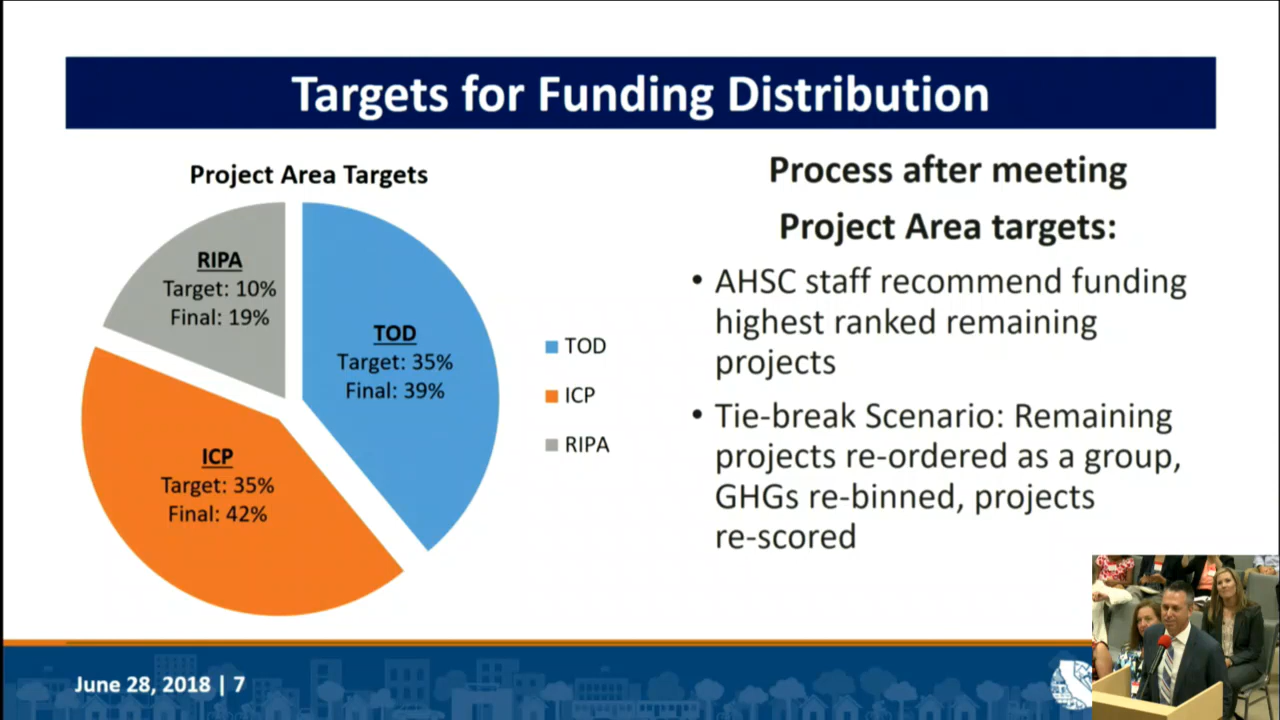 Targets for Funding Distribution
Project Area Targets
RIPA
Target: 10%
Final: 19%
TOD
Target: 35%
Final: 39%
ICP
Target: 35%
Final: 42%
TOD
ICP
RIPA
Process after meeting
Project Area targets:
• AHSC staff recommend funding
highest ranked remaining
projects
• Tie-break Scenario: Remaining
projects re-ordered as a group,
GHGs re-binned, projects
re-scored
June 28, 2018 | 7